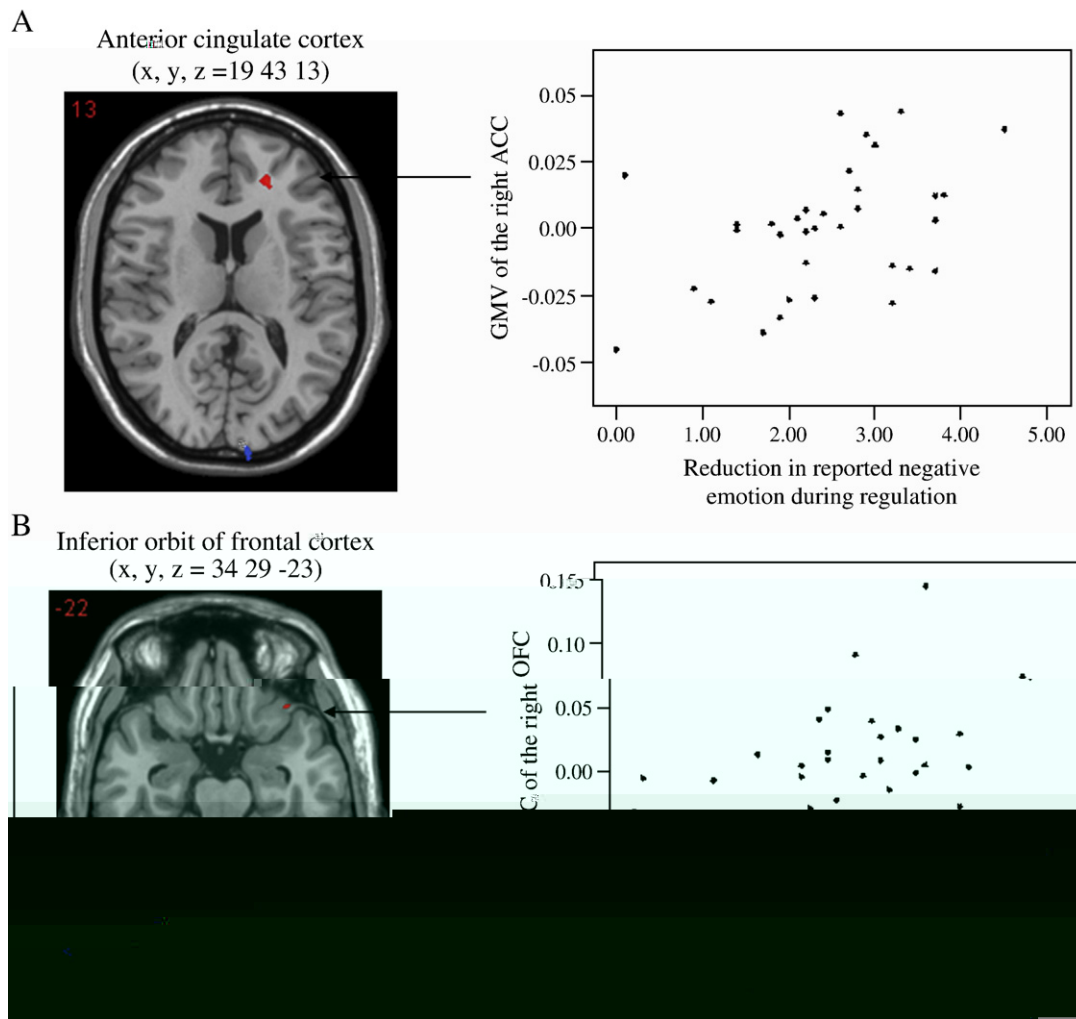 A
Anterior cingulate cortex
(x, y, z =19 43 13)
13
GMV of the right ACC
0.05
0.025
0.00
-0.025
-0.05
0.00 1.00 2.00 3.00 4.00 5.00
Reduction in reported negative
emotion during regulation
B
Inferior orbit of frontal cortex
(x, y, z = 34 29 -23)
-22
of the right OFC
0.15
0.10
0.05
0.00